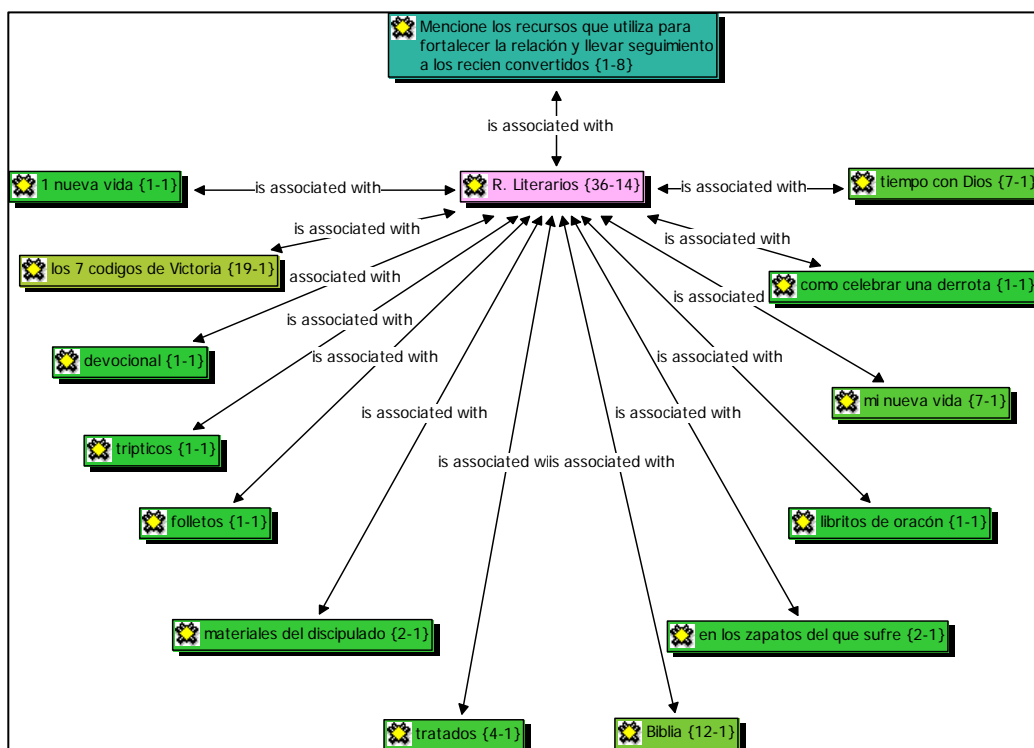 Mencione los recursos que utiliza para
fortalecer la relación y llevar seguimiento
a los recien convertidos {1-8}
is associated with
1 nueva vida {1-1}
is associated with
R. Literarios {36-14}
is associated with
tiempo con Dios {7-1}
is associated with
is associated with
los 7 codigos de Victoria {19-1}
associated with
is associated
como celebrar una derrota {1-1}
is associated with
devocional {1-1}
is associated with
mi nueva vida {7-1}
is associated with
is associated with
tripticos {1-1}
is associated wiis associated with
folletos {1-1}
libritos de oracón {1-1}
materiales del discipulado {2-1}
en los zapatos del que sufre {2-1}
tratados {4-1}
Biblia {12-1}